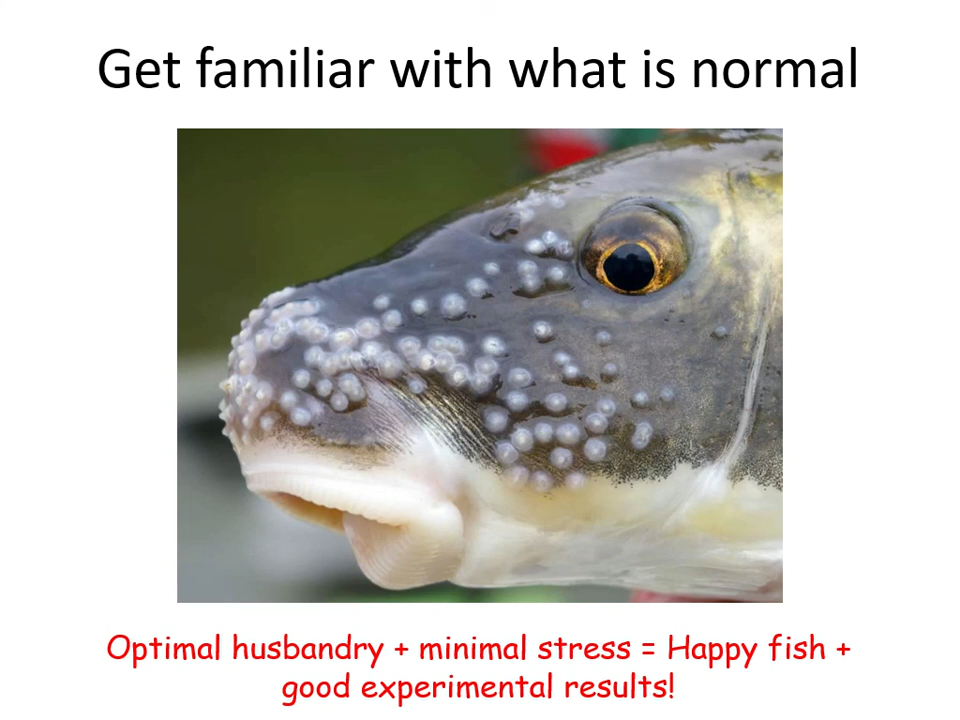 Get familiar with what is normal
Optimal husbandry + minimal stress = Happy fish +
good experimental results!